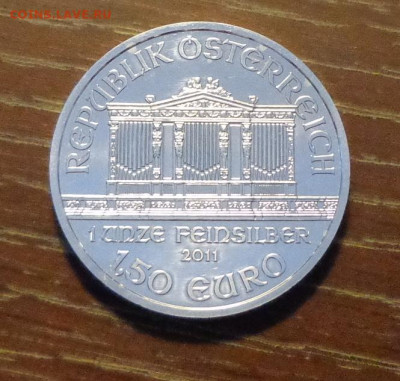 COINS.LAVE.RU
REPUBLIK ÖSTERREICH
1 UNZE FEINSILBER
2011
1,50 EURO